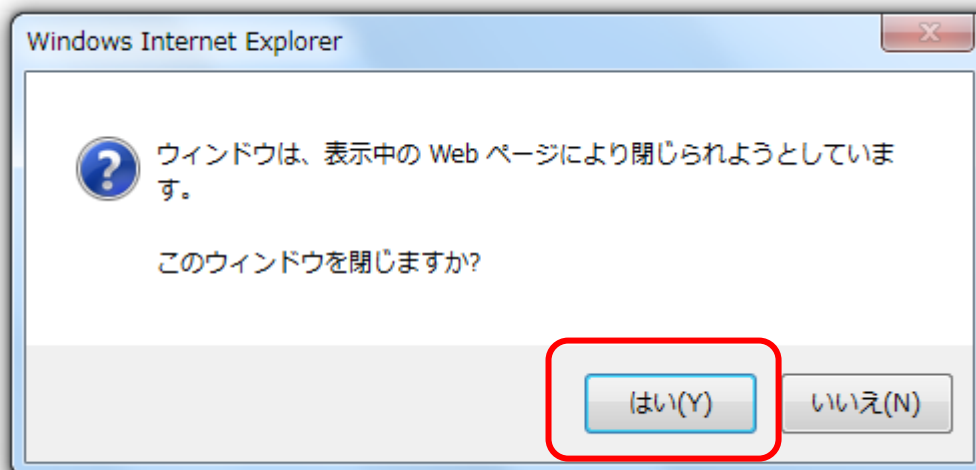 Windows Internet Explorer
ウィンドウは、表示中の Web ページにより閉じられようとしていま
す。
このウィンドウを閉じますか?
はい(Y)
いいえ(N)